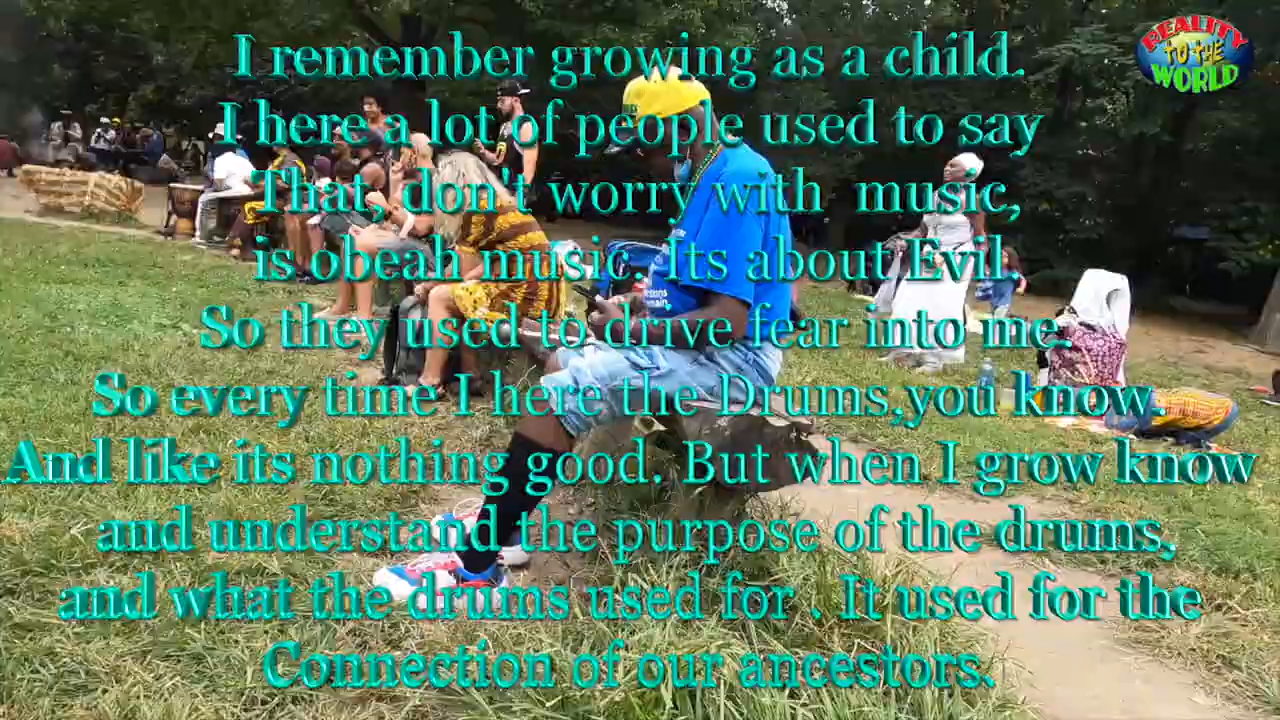 REALITY
TO THE
WORLD
I remember growing as a child.
I here a lot of people used to say
That, don't worry with music,
is obeah music. Its about Evil
So they used to drive fear into me.
So every time I here the Drums,you know.
And like its nothing good. But when I grow know
and understand the purpose of the drums,
and what the drums used for . It used for the
Connection of our ancestors.